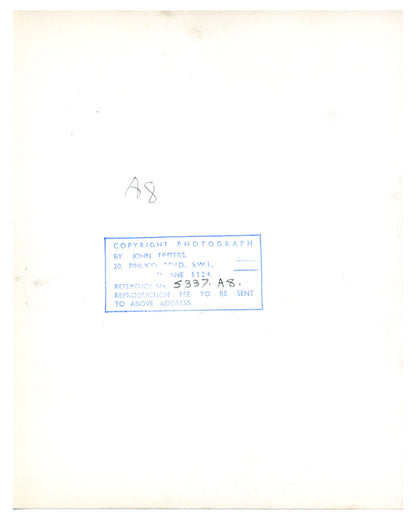 A8
COPYRIGHT PHOTOGRAPH
BY JOHN TIMBERS,
20, PIMLICO ROAD, S.W.1.
ANE 5324.
REFERENCE No. 5337. A8.
REPRODUCTION FEE TO BE SENT
TO ABOVE ADDRESS.